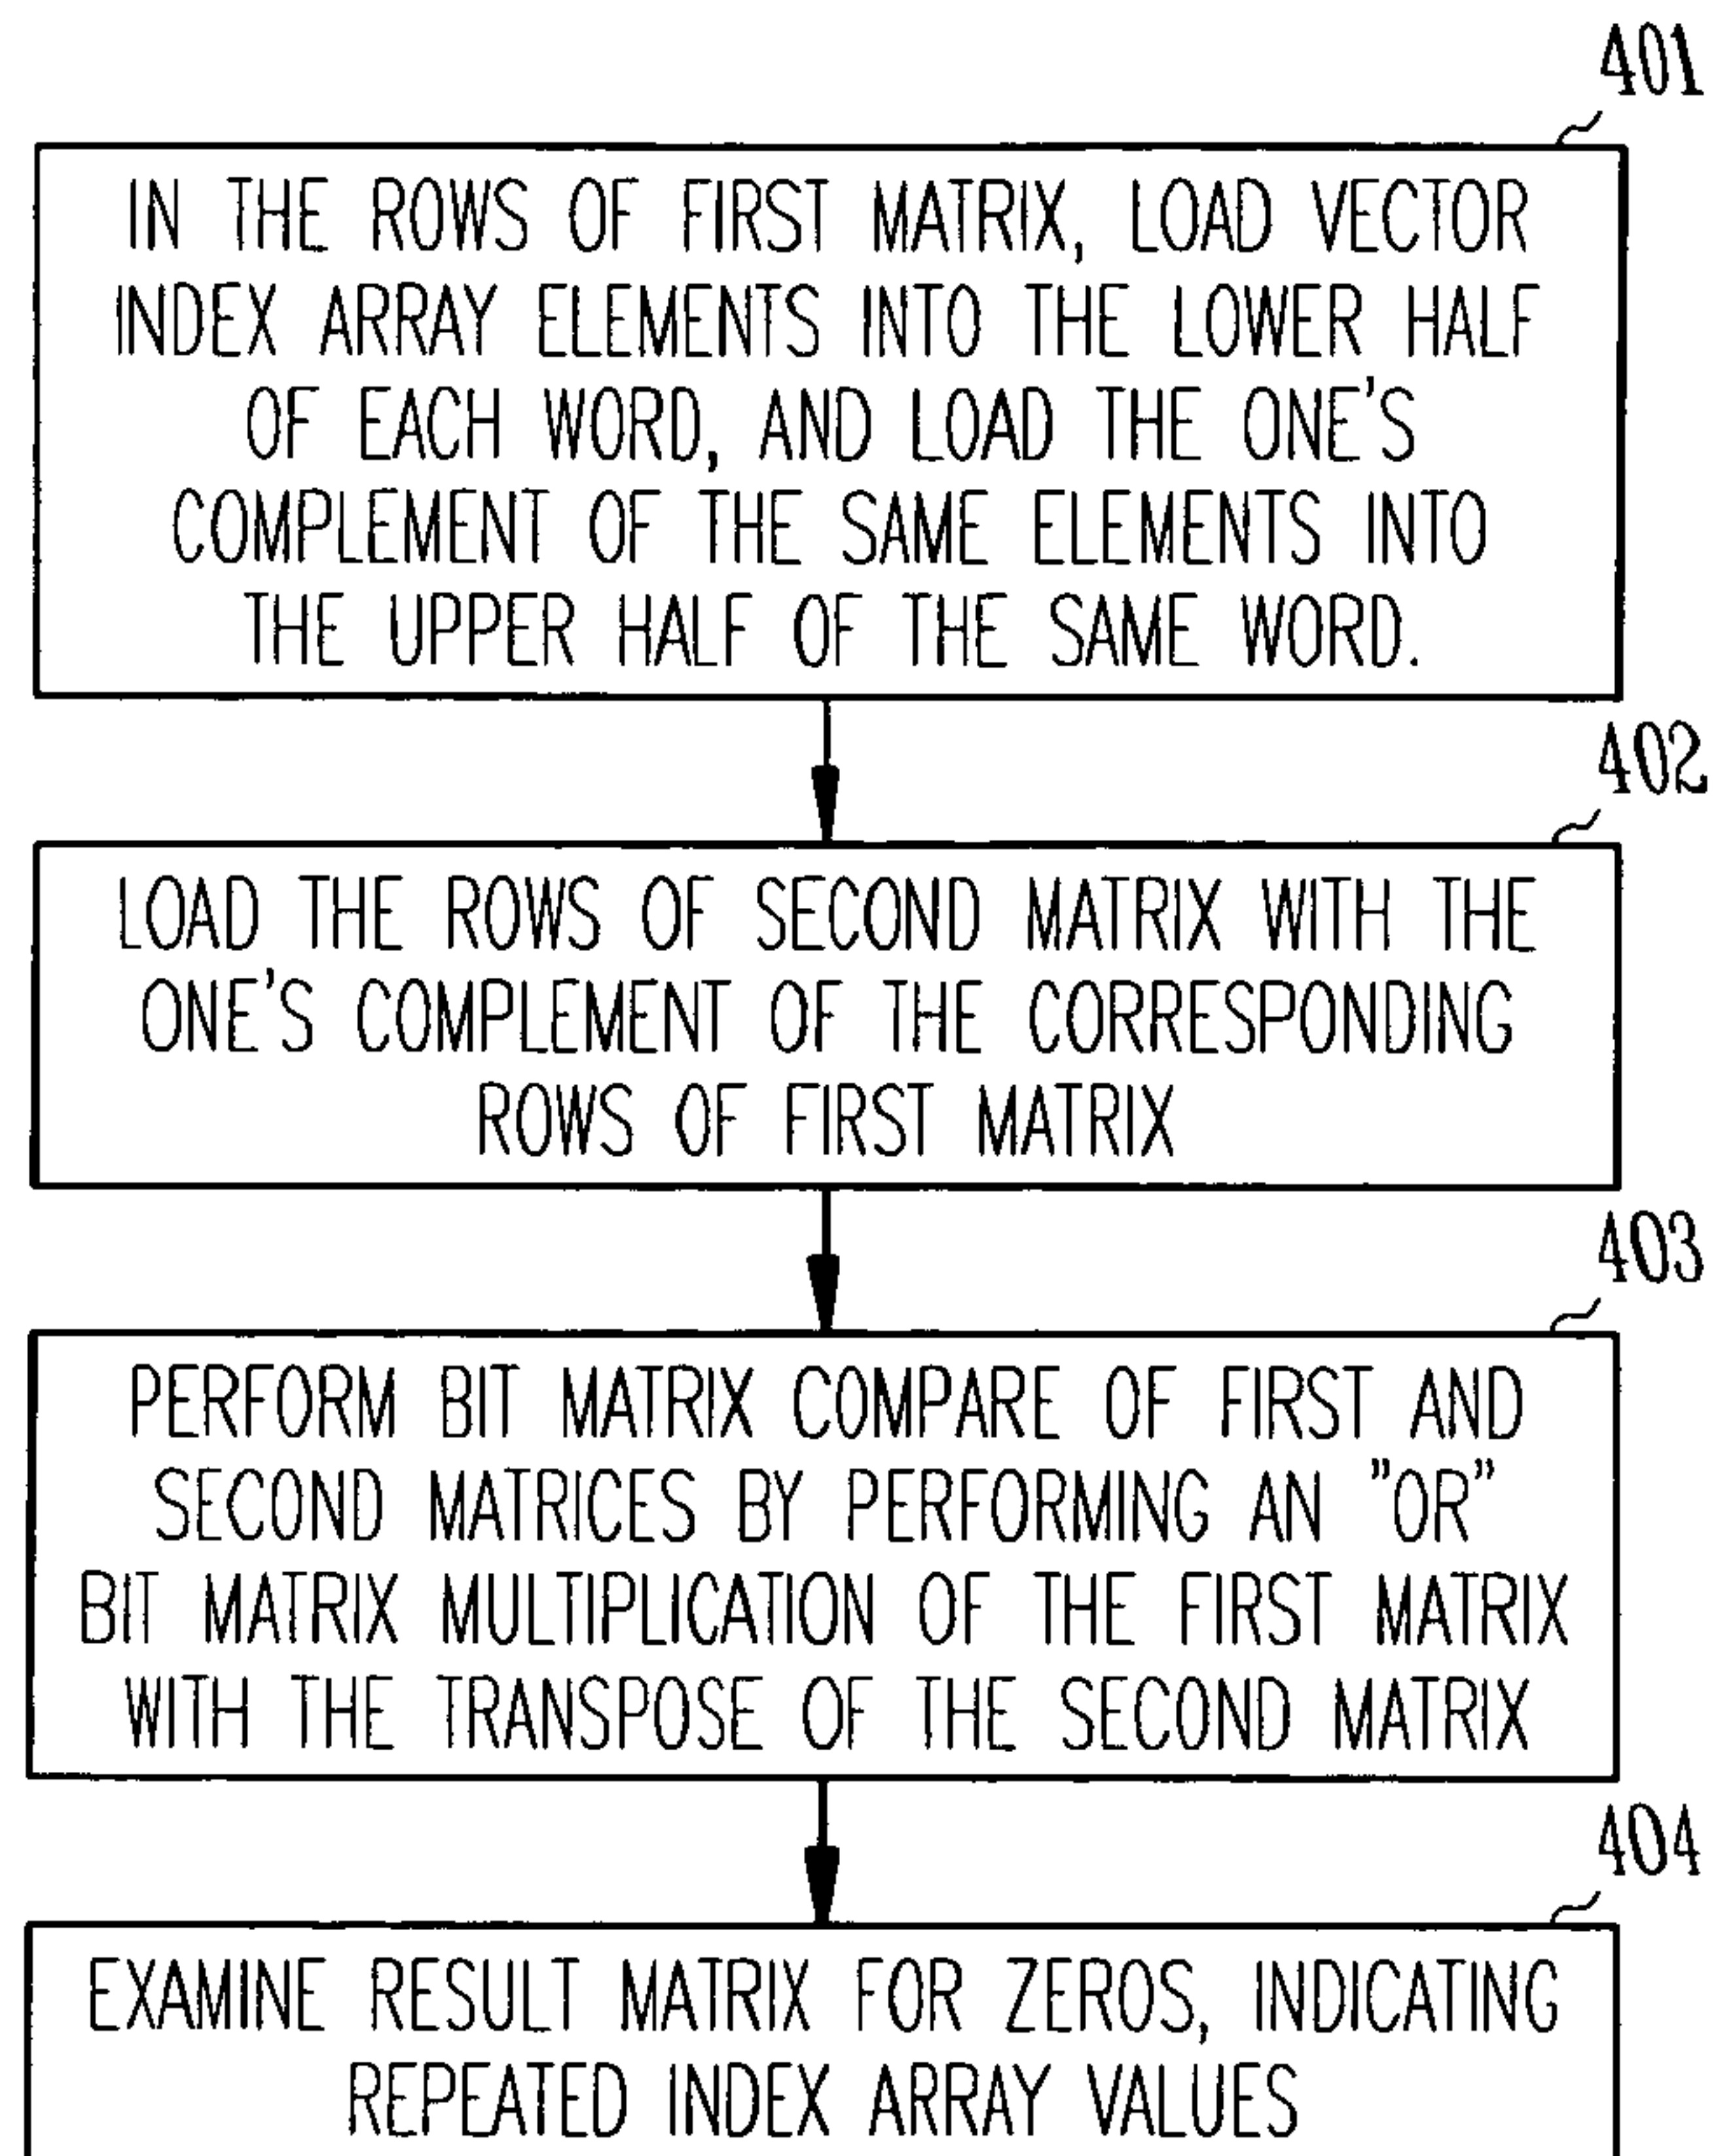 401
IN THE ROWS OF FIRST MATRIX, LOAD VECTOR
INDEX ARRAY ELEMENTS INTO THE LOWER HALF
OF EACH WORD, AND LOAD THE ONE'S
COMPLEMENT OF THE SAME ELEMENTS INTO
THE UPPER HALF OF THE SAME WORD.
402
LOAD THE ROWS OF SECOND MATRIX WITH THE
ONE'S COMPLEMENT OF THE CORRESPONDING
ROWS OF FIRST MATRIX
403
PERFORM BIT MATRIX COMPARE OF FIRST AND
SECOND MATRICES BY PERFORMING AN "OR"
BIT MATRIX MULTIPLICATION OF THE FIRST MATRIX
WITH THE TRANSPOSE OF THE SECOND MATRIX
404
EXAMINE RESULT MATRIX FOR ZEROS, INDICATING
REPEATED INDEX ARRAY VALUES